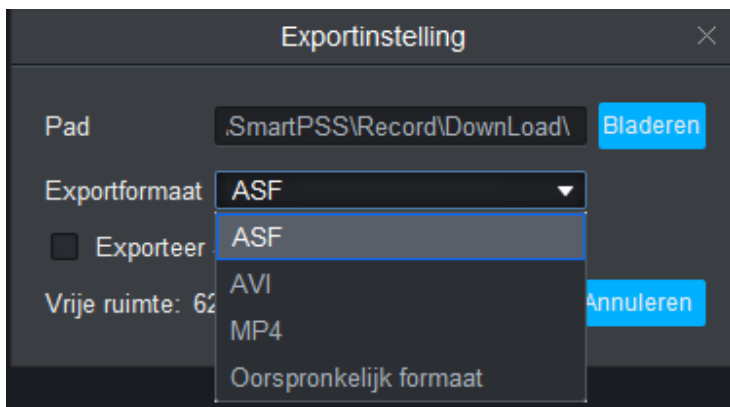 Exportinstelling
Pad .SmartPSS\Record\DownLoad\ Bladeren
Exportformaat ASF
ASF
Exporteer
AVI
Vrije ruimte: 62 Annuleren
MP4
Oorspronkelijk formaat